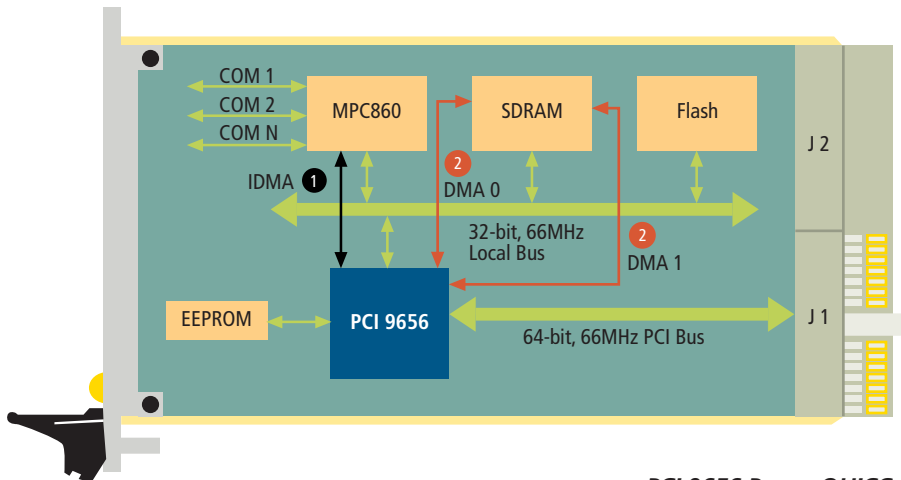 COM 1
COM 2
COM N
MPC860
SDRAM
Flash
J 2
IDMA 1
2
DMA 0
32-bit, 66MHz
Local Bus
2
DMA 1
EEPROM
PCI 9656
J 1
64-bit, 66MHz PCI Bus